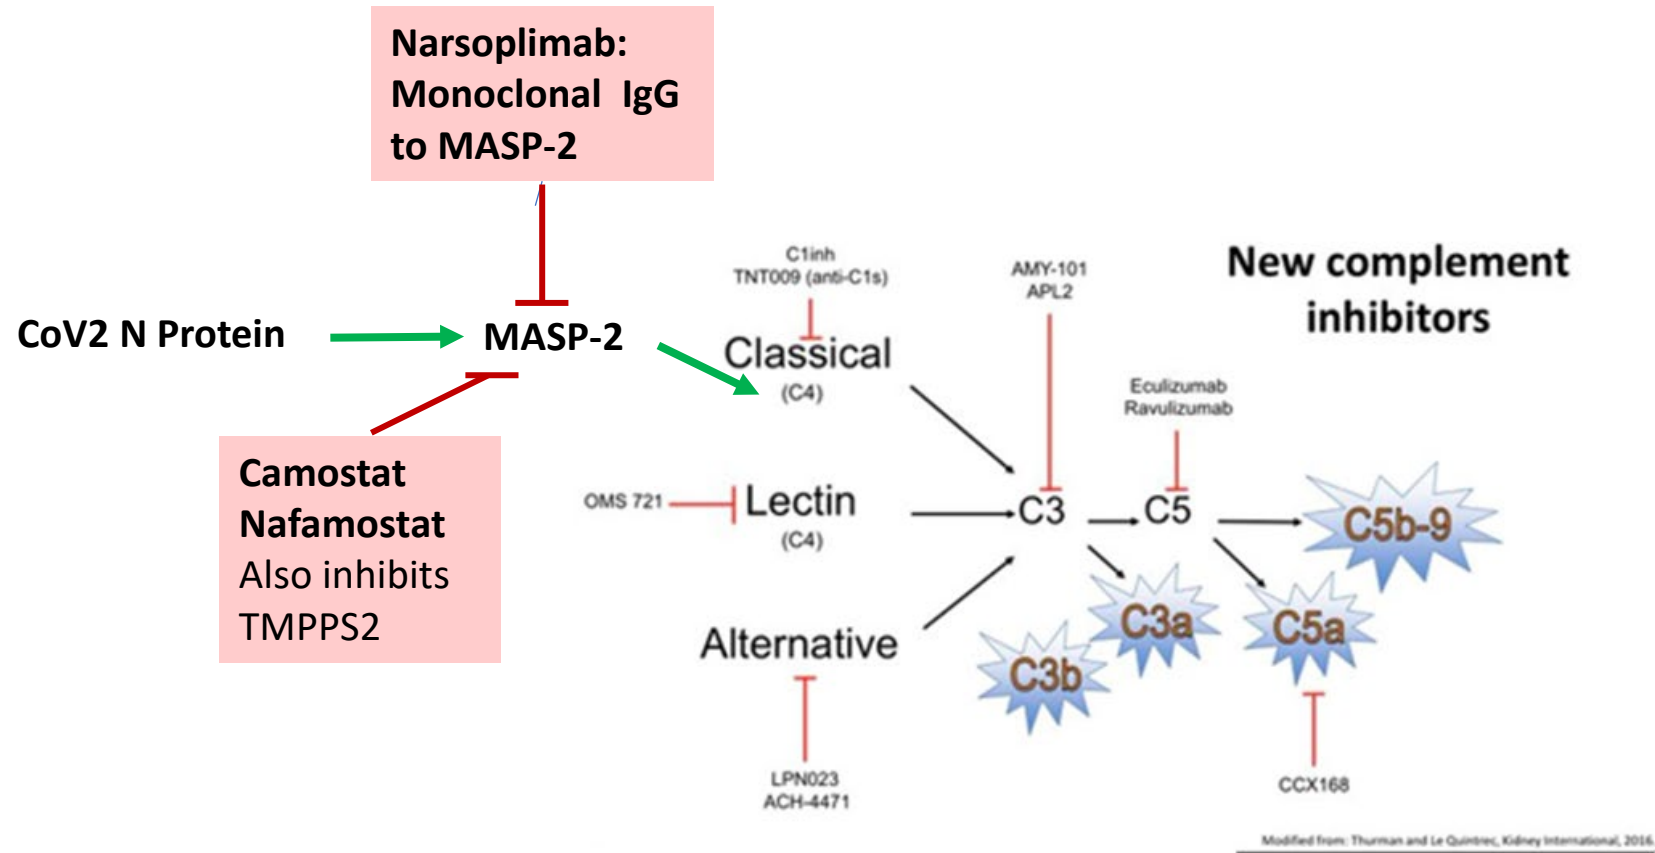 Narsoplimab:
Monoclonal IgG
to MASP-2
CoV2 N Protein
MASP-2
Camostat
Nafamostat
Also inhibits
TMPPS2
C1inh
TNT009 (anti-C1s)
Classical
(C4)
OMS 721
Lectin
(C4)
Alternative
LPN023
ACH-4471
AMY-101
APL2
C3
Eculizumab
Ravulizumab
C5
New complement
inhibitors
C5b-9
C3a
C3b
C5a
CCX168
Modified from: Thurman and Le Quintrec, Kidney International, 2016.